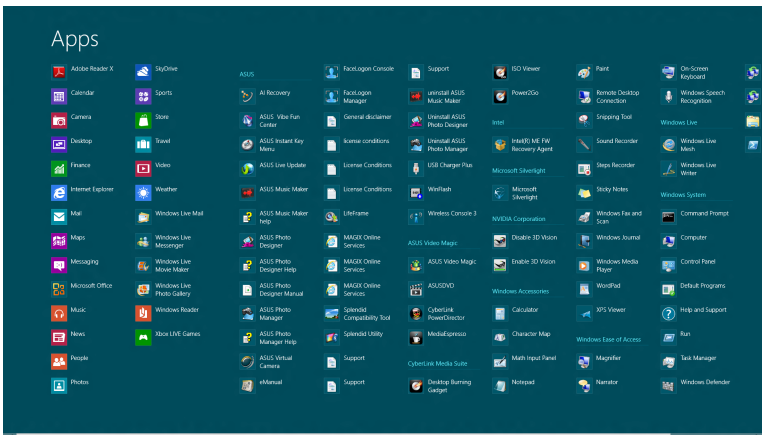 Apps
Adobe Reader X
Calendar
Camera
Desktop
Finance
Internet Explorer
Mail
Maps
Messaging
Microsoft Office
Music
News
People
Photos
SkyDrive
Sports
Store
Travel
Video
Weather
Windows Live Mail
Windows Live
Messenger
Windows Live
Movie Maker
Windows Live
Photo Gallery
Windows Reader
Xbox LIVE Games
ASUS
AI Recovery
ASUS Vibe Fun
Center
ASUS Instant Key
Menu
ASUS Live Update
ASUS Music Maker
ASUS Music Maker
help
ASUS Photo
Designer
ASUS Photo
Designer Help
ASUS Photo
Designer Manual
ASUS Photo
Manager
ASUS Photo
Manager Help
ASUS Virtual
Camera
eManual
FaceLogon Console
FaceLogon
Manager
General disclaimer
license conditions
License Conditions
License Conditions
LifeFrame
MAGIX Online
Services
MAGIX Online
Services
MAGIX Online
Services
Splendid
Compatibility Tool
Splendid Utility
Support
Support
Support
uninstall ASUS
Music Maker
Uninstall ASUS
Photo Designer
Uninstall ASUS
Photo Manager
USB Charger Plus
WinFlash
Wireless Console 3
ASUS Video Magic
ASUS Video Magic
ASUSDVD
CyberLink
PowerDirector
MediaEspresso
CyberLink Media Suite
Desktop Burning
Gadget
ISO Viewer
Power2Go
Intel
Intel(R) ME FW
Recovery Agent
Microsoft Silverlight
Microsoft
Silverlight
NVIDIA Corporation
Disable 3D Vision
Enable 3D Vision
Windows Accessories
Calculator
Character Map
Math Input Panel
Notepad
Paint
Remote Desktop
Connection
Snipping Tool
Sound Recorder
Steps Recorder
Sticky Notes
Windows Fax and
Scan
Windows Journal
Windows Media
Player
WordPad
XPS Viewer
Windows Ease of Access
Magnifier
Narrator
On-Screen
Keyboard
Windows Speech
Recognition
Windows Live
Windows Live
Mesh
Windows Live
Writer
Windows System
Command Prompt
Computer
Control Panel
Default Programs
Help and Support
Run
Task Manager
Windows Defender